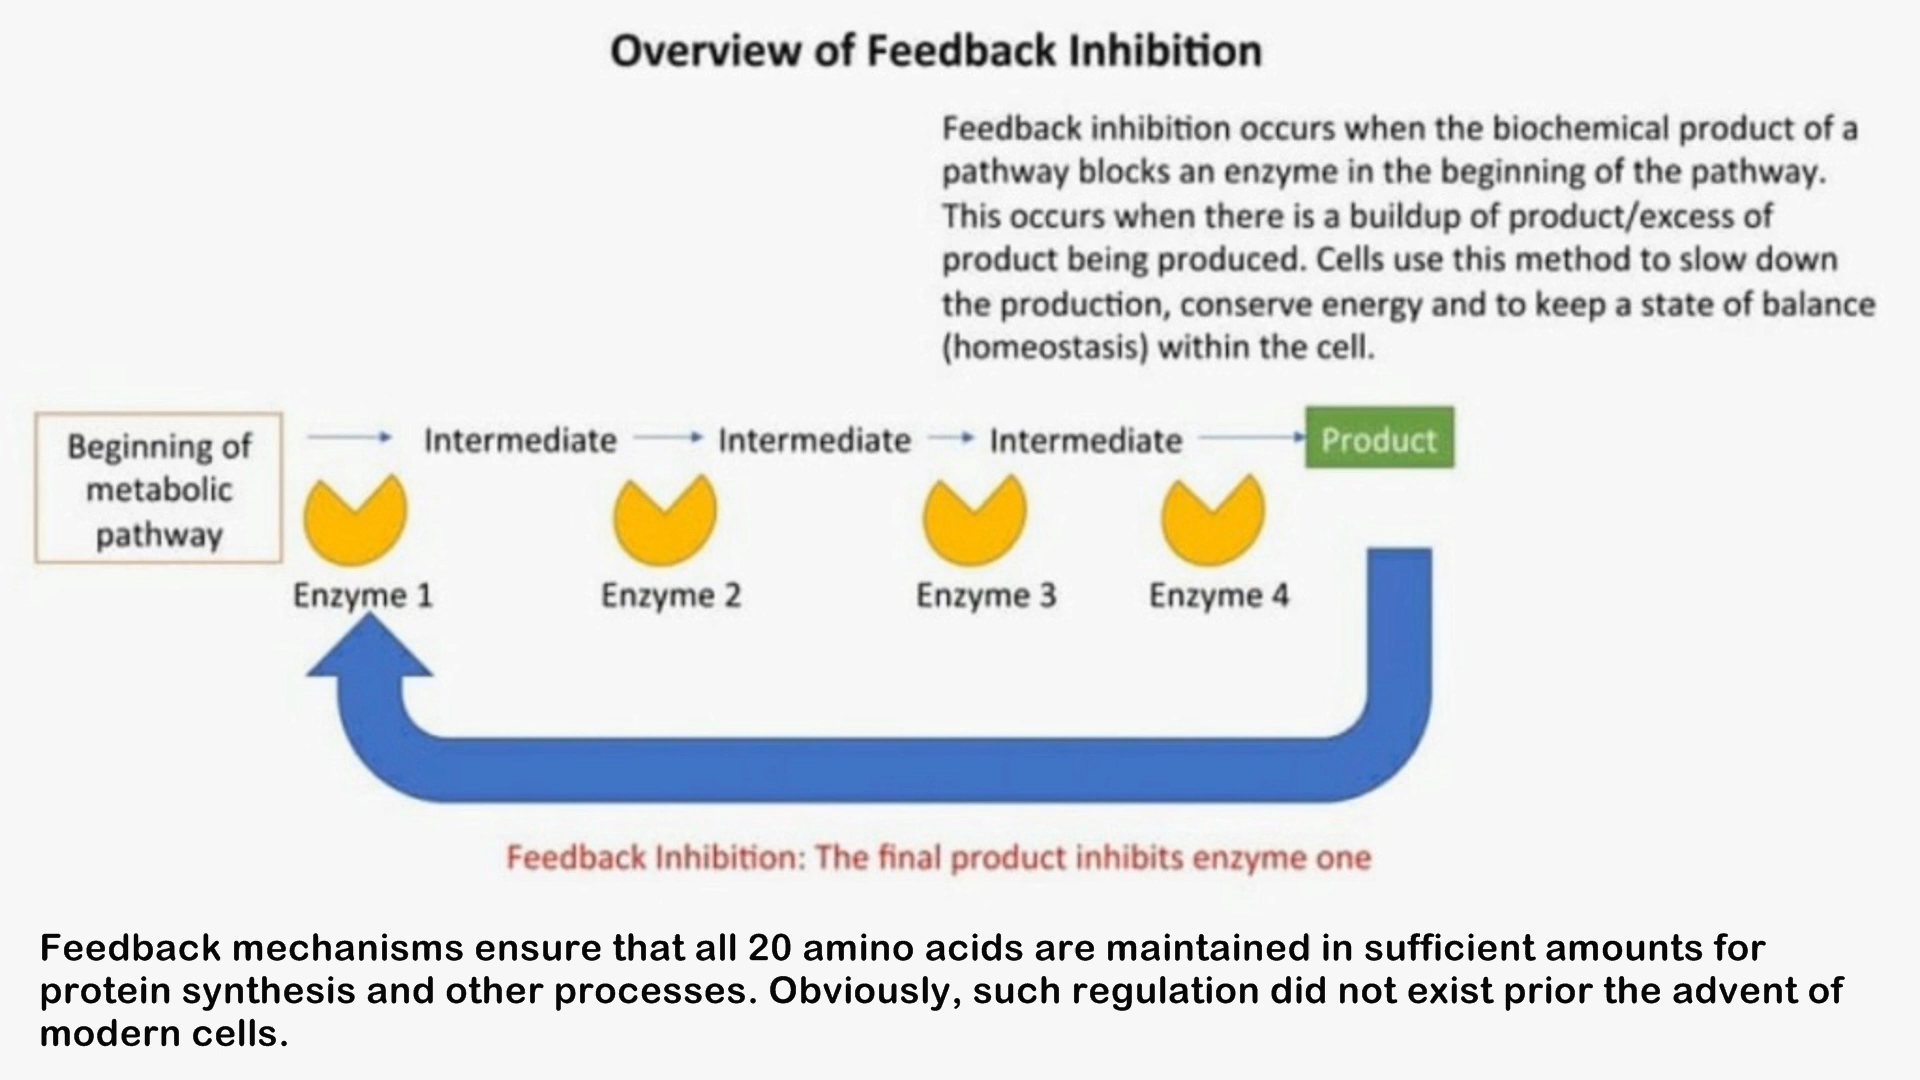 Overview of Feedback Inhibition
Feedback inhibition occurs when the biochemical product of a
pathway blocks an enzyme in the beginning of the pathway.
This occurs when there is a buildup of product/excess of
product being produced. Cells use this method to slow down
the production, conserve energy and to keep a state of balance
(homeostasis) within the cell.
Beginning of
metabolic
pathway
Intermediate
Intermediate
Intermediate
Product
Enzyme 1
Enzyme 2
Enzyme 3
Enzyme 4
Feedback Inhibition: The final product inhibits enzyme one
Feedback mechanisms ensure that all 20 amino acids are maintained in sufficient amounts for
protein synthesis and other processes. Obviously, such regulation did not exist prior the advent of
modern cells.